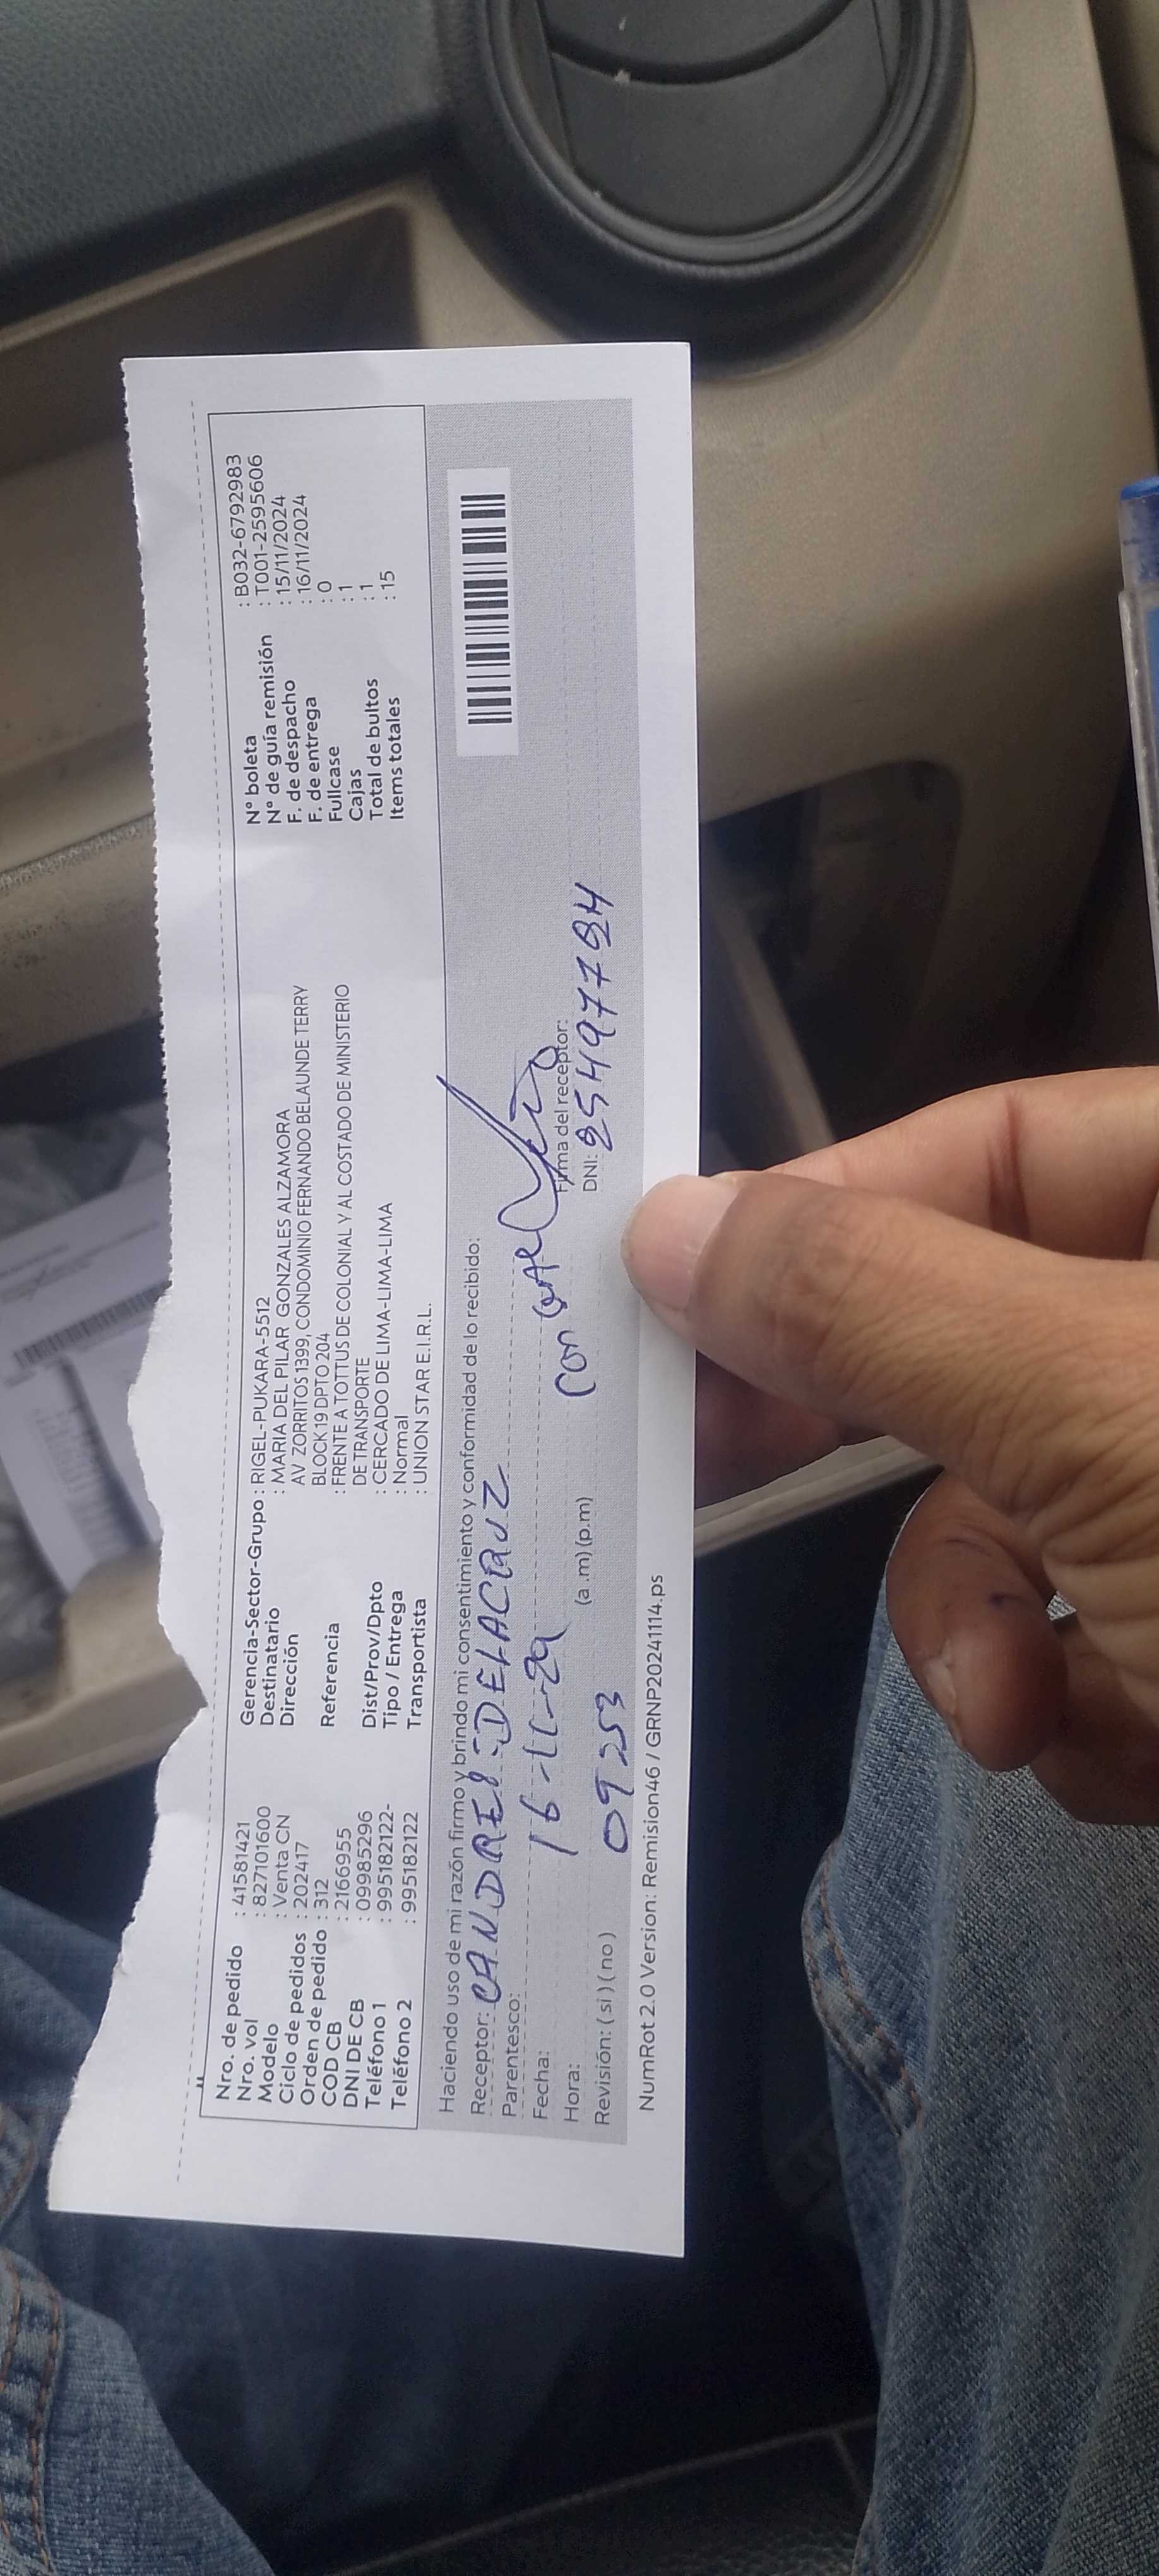 Nro. de pedido : 41581421
Nro. vol : 827101600
Modelo : Venta CN
Ciclo de pedidos : 202417
Orden de pedido : 312
COD CB : 2166955
DNI DE CB : 09985296
Teléfono 1 : 995182122-
Teléfono 2 : 995182122
Gerencia-Sector-Grupo : RIGEL-PUKARA-5512
Destinatario : MARIA DEL PILAR GONZALES ALZAMORA
Dirección AV ZORRITOS 1399, CONDOMINIO FERNANDO BELAUNDE TERRY
BLOCK 19 DPTO 204
Referencia : FRENTE A TOTTUS DE COLONIAL Y AL COSTADO DE MINISTERIO
DE TRANSPORTE
Dist/Prov/Dpto : CERCADO DE LIMA-LIMA-LIMA
Tipo / Entrega : Normal
Transportista : UNION STAR E.I.R.L.
N° boleta : B032-6792983
N° de guía remisión : T001-2595606
F. de despacho : 15/11/2024
F. de entrega : 16/11/2024
Fullcase : 0
Cajas : 1
Total de bultos : 1
Items totales : 15
Haciendo uso de mi razón firmo y brindo mi consentimiento y conformidad de lo recibido:
Receptor: DELACRUZ
Parentesco:
Fecha:
Hora: (a.m) (p.m)
Revisión: ( si ) ( no )
Firma del receptor:
DNI:
NumRot 2.0 Version: Remision46 / GRNP20241114.ps